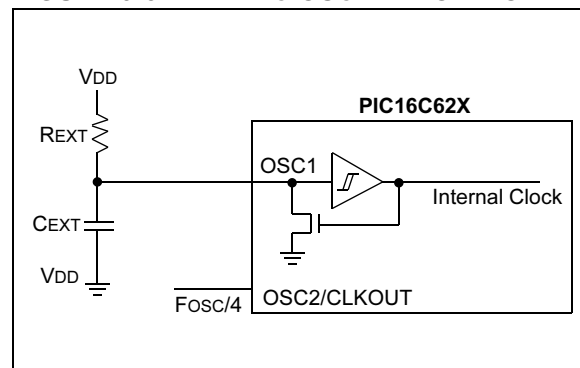 VDD
PIC16C62X
REXT
OSC1
Internal Clock
CEXT
VDD
FOSC/4
OSC2/CLKOUT